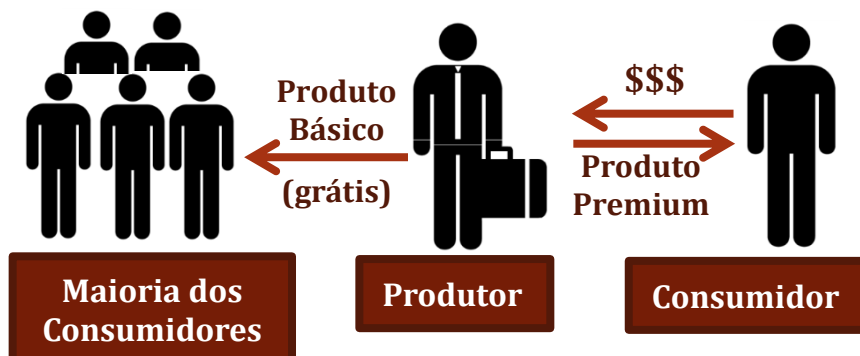 Produto
Básico
(grátis)
$$$
Produto
Premium
Maioria dos
Consumidores
Produtor
Consumidor